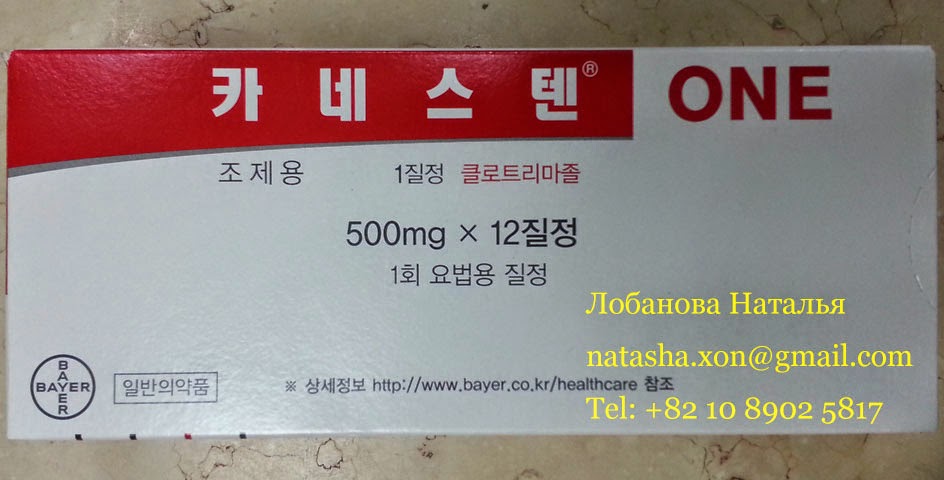 카네스텐® ONE
조제용 1질정 클로트리마졸
500mg × 12질정
1회 요법용 질정
Лобанова Наталья
natasha.xon@gmail.com
Tel: +82 10 8902 5817
BAYER
BAYER
일반의약품
※ 상세정보 http://www.bayer.co.kr/healthcare 참조